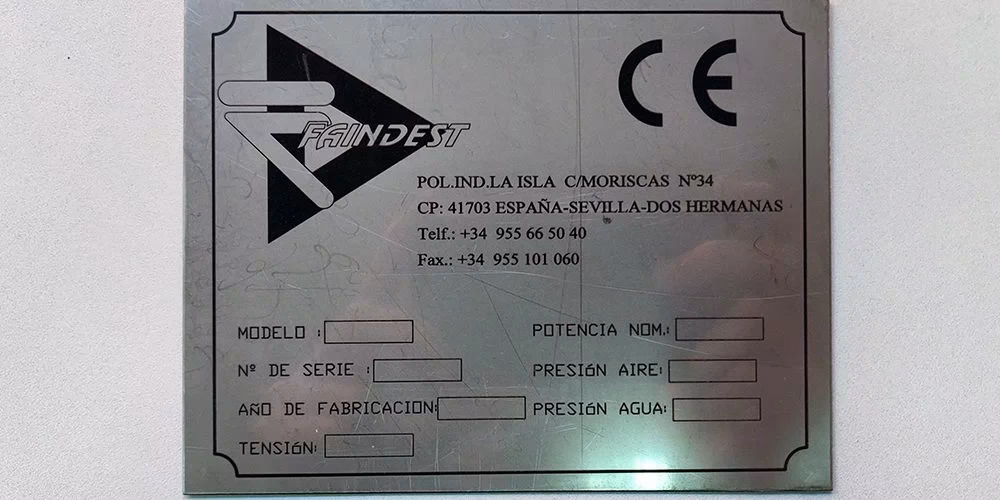 FAINDEST
CE
POL.IND.LA ISLA C/MORISCAS Nº34
CP: 41703 ESPAÑA-SEVILLA-DOS HERMANAS
Telf.: +34 955 66 50 40
Fax.: +34 955 101 060
MODELO :
POTENCIA NOM.:
Nº DE SERIE :
PRESIóN AIRE:
AÑO DE FABRICACION:
PRESIóN AGUA:
TENSIóN: